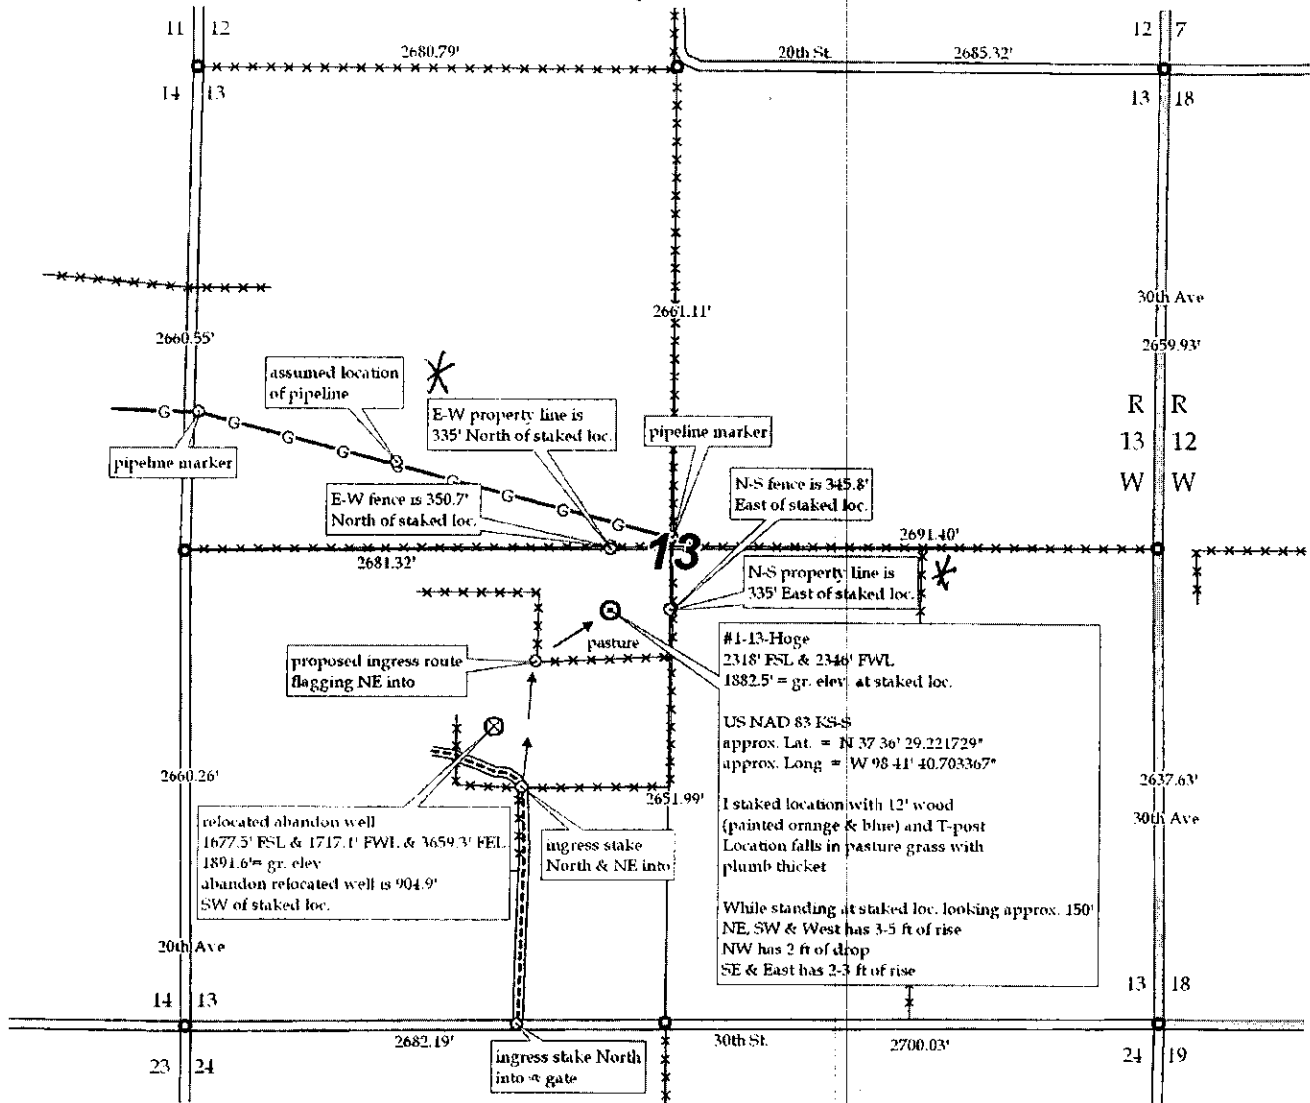 11 12
12 7
2680.79'
20th St.
2685.32'
14 13
13 18
2660.55'
2661.11'
30th Ave
2659.93'
assumed location
of pipeline
E-W property line is
335' North of staked loc.
pipeline marker
pipeline marker
R R
13 12
W W
G G G G G G G G
E-W fence is 350.7'
North of staked loc.
N-S fence is 345.8'
East of staked loc.
13
2681.32'
2691.40'
N-S property line is
335' East of staked loc.
pasture
proposed ingress route
flagging NE into
#1-13-Hoge
2318' FSL & 2346' FWL
1882.5' = gr. elev. at staked loc.
US NAD 83 KS-S
approx. Lat. = N 37 36' 29.221729"
approx. Long = W 98 41' 40.703367"
I staked location with 12' wood
(painted orange & blue) and T-post
Location falls in pasture grass with
plumb thicket
While standing at staked loc. looking approx. 150'
NE, SW & West has 3-5 ft of rise
NW has 2 ft of drop
SE & East has 2-3 ft of rise
2660.26'
2651.99'
2637.63'
30th Ave
relocated abandon well
1677.5' FSL & 1717.1' FWL & 3659.3' FEL
1891.6'= gr. elev
abandon relocated well is 904.9'
SW of staked loc.
ingress stake
North & NE into
20th Ave
14 13
13 18
2682.19'
30th St.
2700.03'
23 24
24 19
ingress stake North
into gate